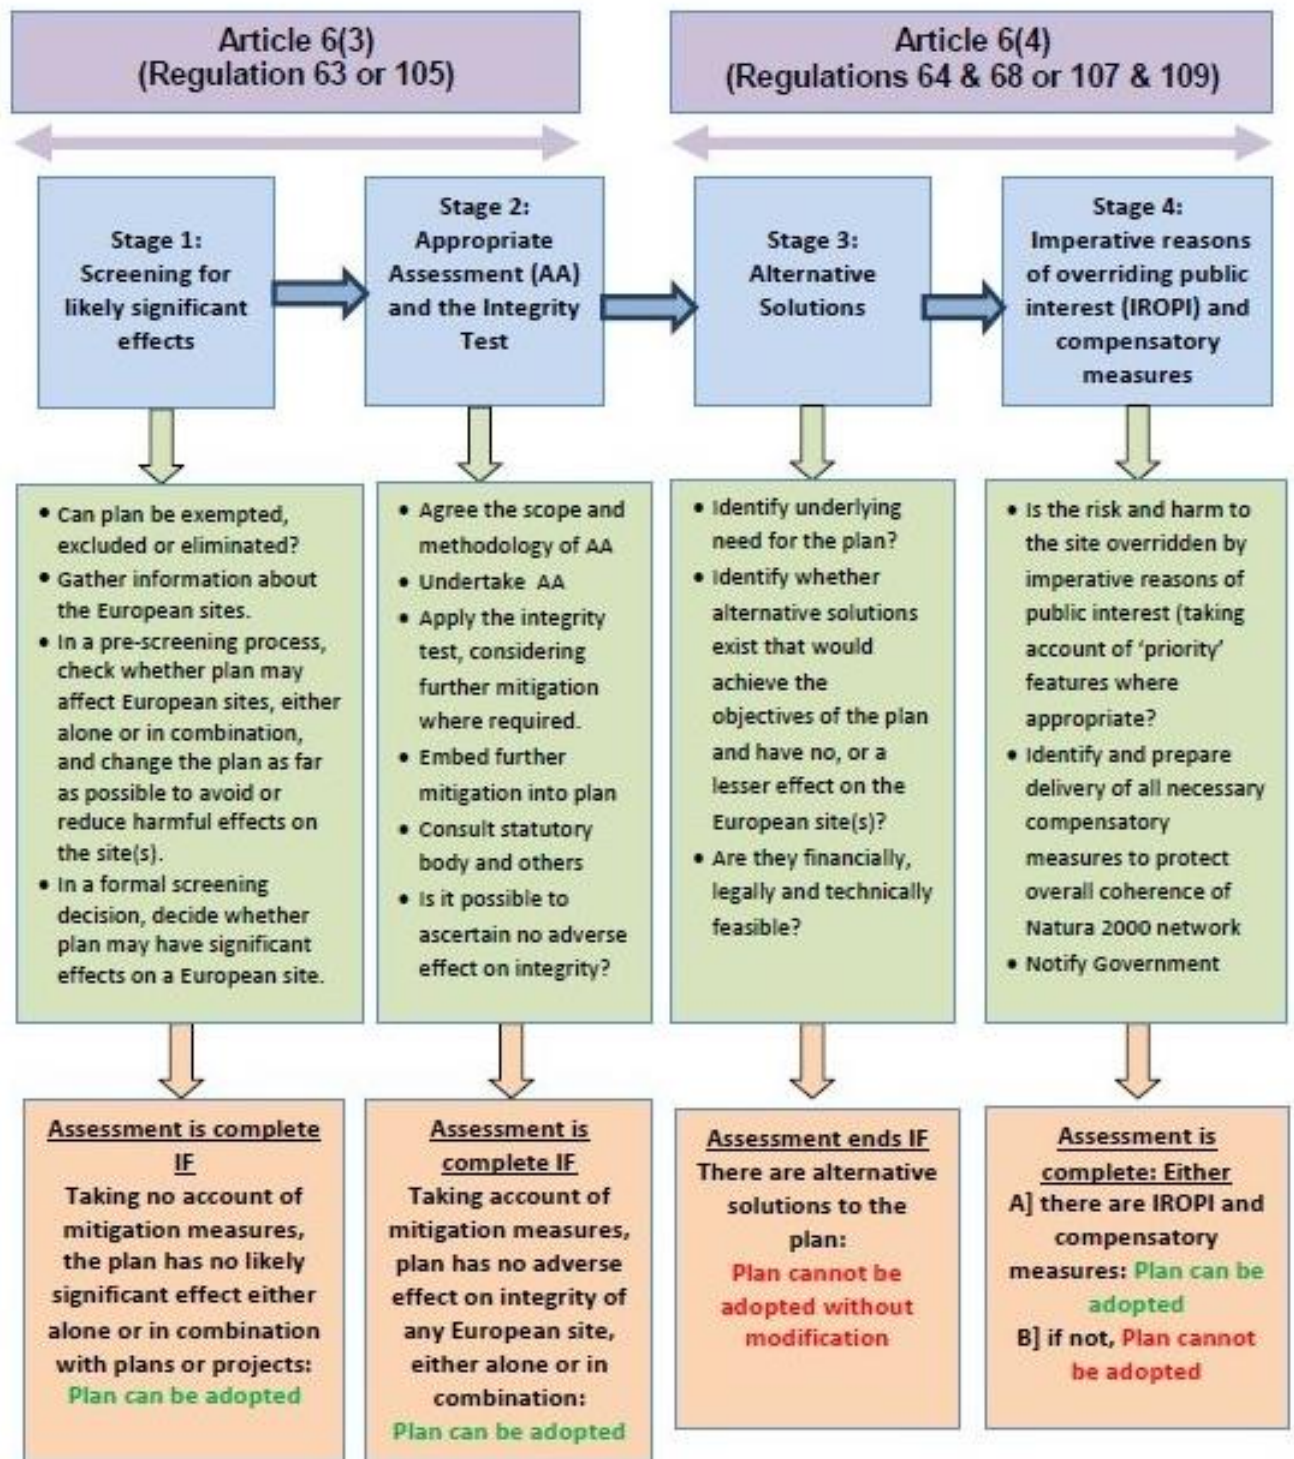 Article 6(3)
(Regulation 63 or 105)
Article 6(4)
(Regulations 64 & 68 or 107 & 109)
Stage 1:
Screening for
likely significant
effects
Stage 2:
Appropriate
Assessment (AA)
and the Integrity
Test
Stage 3:
Alternative
Solutions
Stage 4:
Imperative reasons
of overriding public
interest (IROPI) and
compensatory
measures
• Can plan be exempted,
excluded or eliminated?
• Gather information about
the European sites.
• In a pre-screening process,
check whether plan may
affect European sites, either
alone or in combination,
and change the plan as far
as possible to avoid or
reduce harmful effects on
the site(s).
• In a formal screening
decision, decide whether
plan may have significant
effects on a European site.
• Agree the scope and
methodology of AA
• Undertake AA
• Apply the integrity
test, considering
further mitigation
where required.
• Embed further
mitigation into plan
• Consult statutory
body and others
• Is it possible to
ascertain no adverse
effect on integrity?
• Identify underlying
need for the plan?
• Identify whether
alternative solutions
exist that would
achieve the
objectives of the plan
and have no, or a
lesser effect on the
European site(s)?
• Are they financially,
legally and technically
feasible?
• Is the risk and harm to
the site overridden by
imperative reasons of
public interest (taking
account of ‘priority’
features where
appropriate?
• Identify and prepare
delivery of all necessary
compensatory
measures to protect
overall coherence of
Natura 2000 network
• Notify Government
Assessment is complete
IF
Taking no account of
mitigation measures,
the plan has no likely
significant effect either
alone or in combination
with plans or projects:
Plan can be adopted
Assessment is
complete IF
Taking account of
mitigation measures,
plan has no adverse
effect on integrity of
any European site,
either alone or in
combination:
Plan can be adopted
Assessment ends IF
There are alternative
solutions to the
plan:
Plan cannot be
adopted without
modification
Assessment is
complete: Either
A] there are IROPI and
compensatory
measures: Plan can be
adopted
B] if not, Plan cannot
be adopted